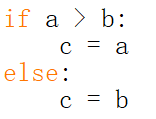 if a > b:
    c = a
else:
    c = b